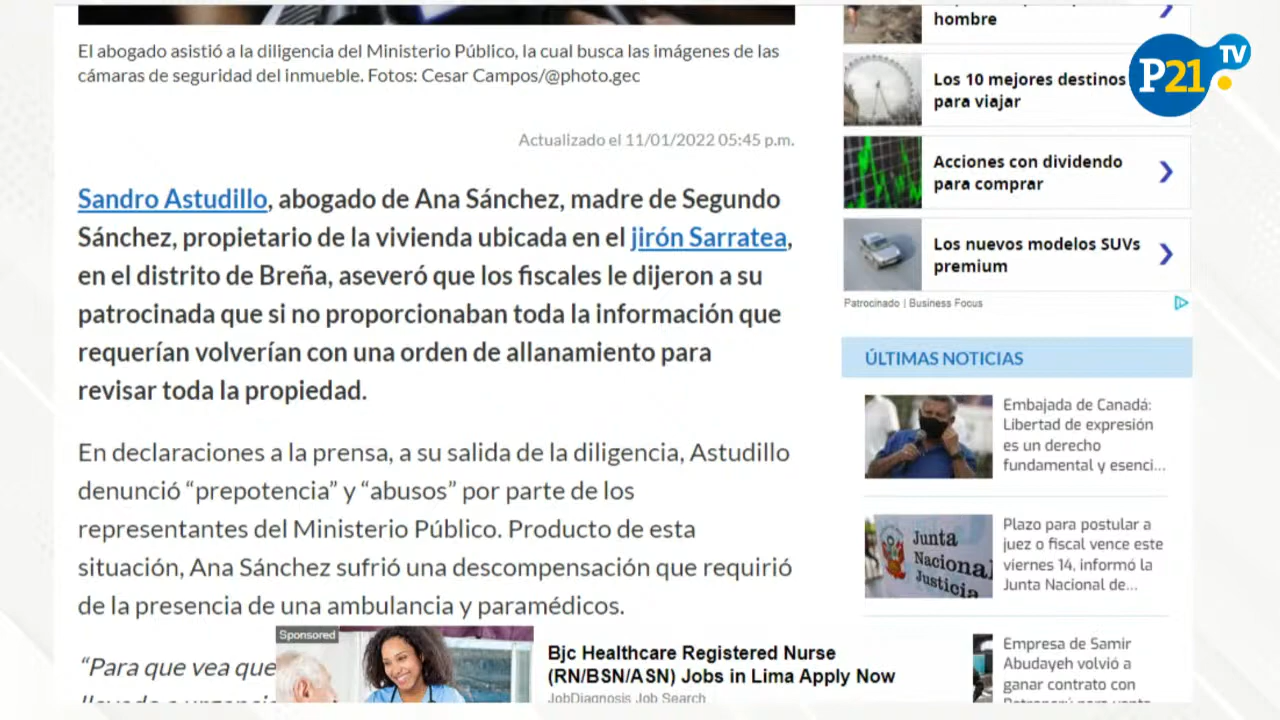 El abogado asistió a la diligencia del Ministerio Público, la cual busca las imágenes de las
cámaras de seguridad del inmueble. Fotos: Cesar Campos/@photo.gec
Actualizado el 11/01/2022 05:45 p.m.
Sandro Astudillo, abogado de Ana Sánchez, madre de Segundo
Sánchez, propietario de la vivienda ubicada en el jirón Sarratea,
en el distrito de Breña, aseveró que los fiscales le dijeron a su
patrocinada que si no proporcionaban toda la información que
requerían volverían con una orden de allanamiento para
revisar toda la propiedad.
En declaraciones a la prensa, a su salida de la diligencia, Astudillo
denunció “prepotencia” y “abusos” por parte de los
representantes del Ministerio Público. Producto de esta
situación, Ana Sánchez sufrió una descompensación que requirió
de la presencia de una ambulancia y paramédicos.
“Para que vea que
hombre
Los 10 mejores destinos
para viajar
Acciones con dividendo
para comprar
Los nuevos modelos SUVs
premium
Patrocinado | Business Focus
P21.
TV
ÚLTIMAS NOTICIAS
Embajada de Canadá:
Libertad de expresión
es un derecho
fundamental y esenci...
Junta
Nacional
Justicia
Plazo para postular a
juez o fiscal vence este
viernes 14, informó la
Junta Nacional de...
Empresa de Samir
Abudayeh volvió a
ganar contrato con
Sponsored
Bjc Healthcare Registered Nurse
(RN/BSN/ASN) Jobs in Lima Apply Now
JobDiagnosis Job Search